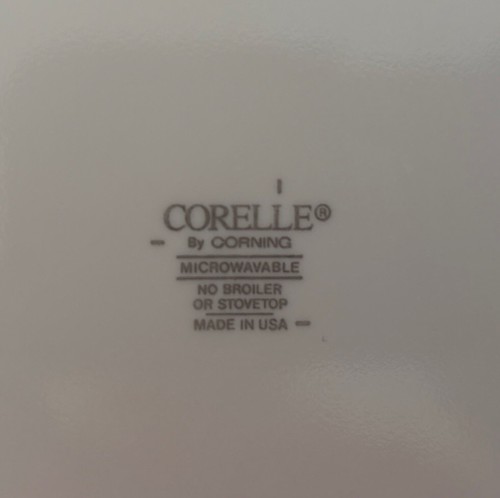 CORELLE®
By CORNING
MICROWAVABLE
NO BROILER
OR STOVETOP
MADE IN USA